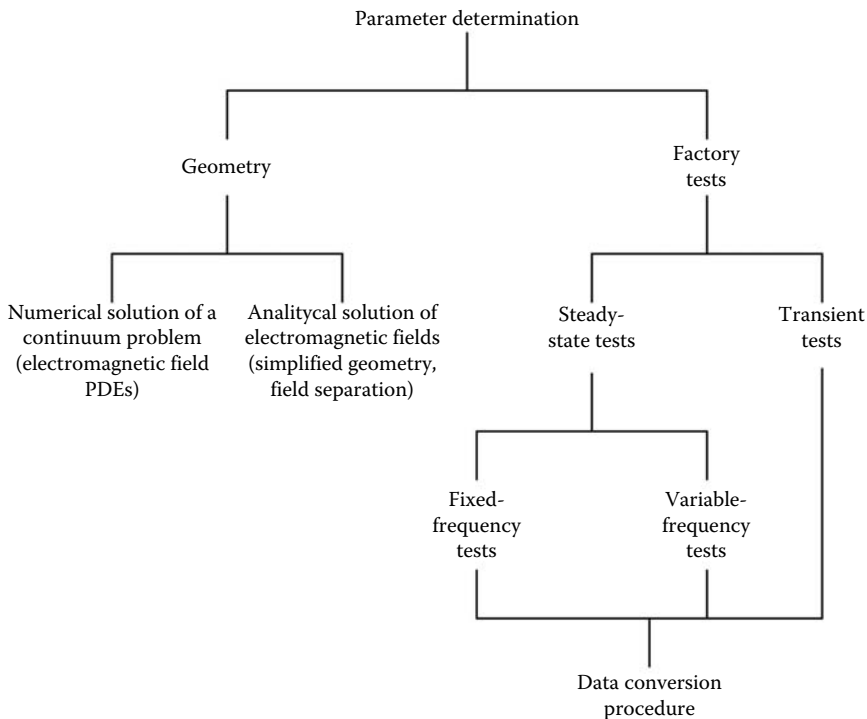 Parameter determination
Geometry
Factory
tests
Numerical solution of a
continuum problem
(electromagnetic field
PDEs)
Analitycal solution of
electromagnetic fields
(simplified geometry,
field separation)
Steady-
state tests
Transient
tests
Fixed-
frequency
tests
Variable-
frequency
tests
Data conversion
procedure